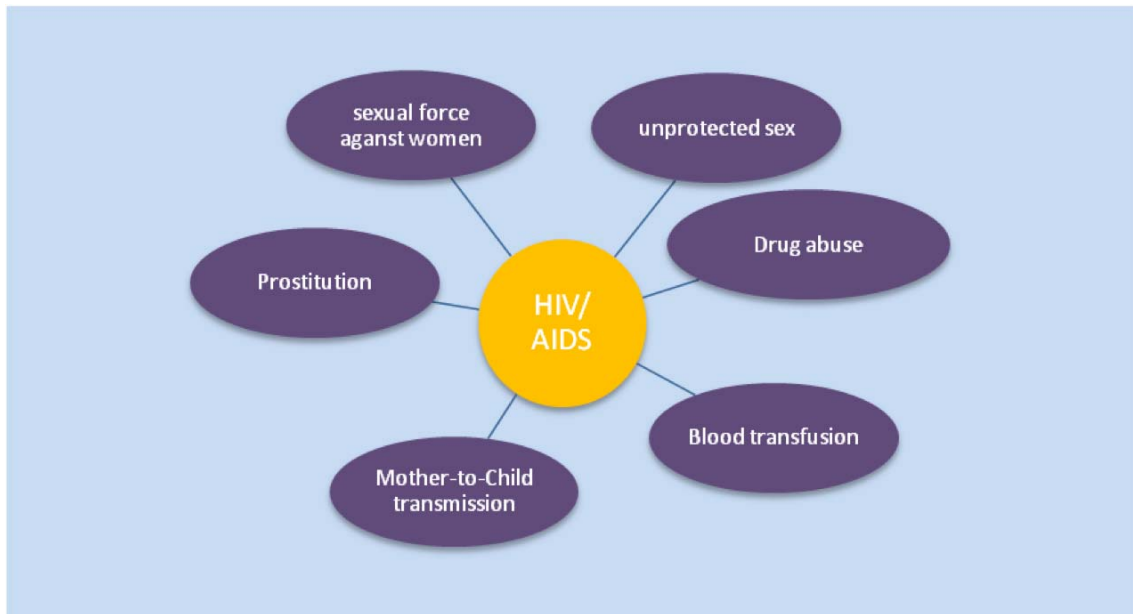 sexual force
aganst women
unprotected sex
Drug abuse
Prostitution
HIV/
AIDS
Blood transfusion
Mother-to-Child
transmission